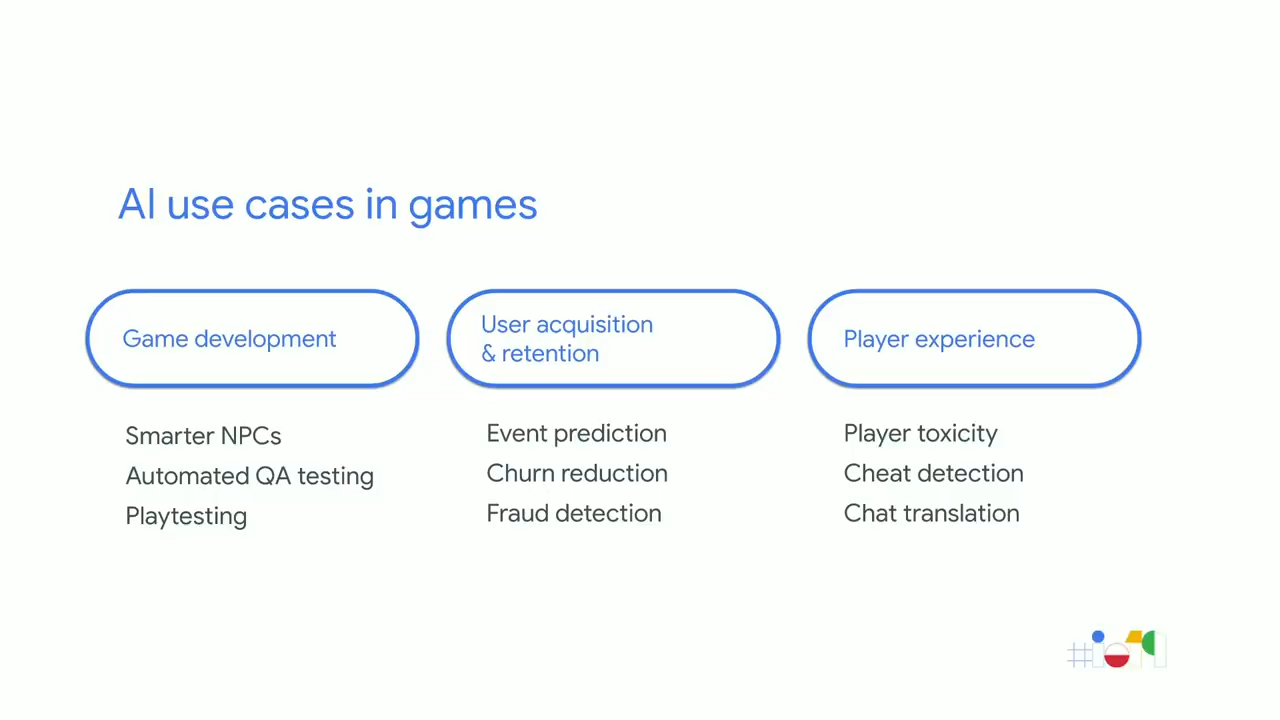 AI use cases in games
Game development
Smarter NPCs
Automated QA testing
Playtesting
User acquisition
& retention
Event prediction
Churn reduction
Fraud detection
Player experience
Player toxicity
Cheat detection
Chat translation
#io19